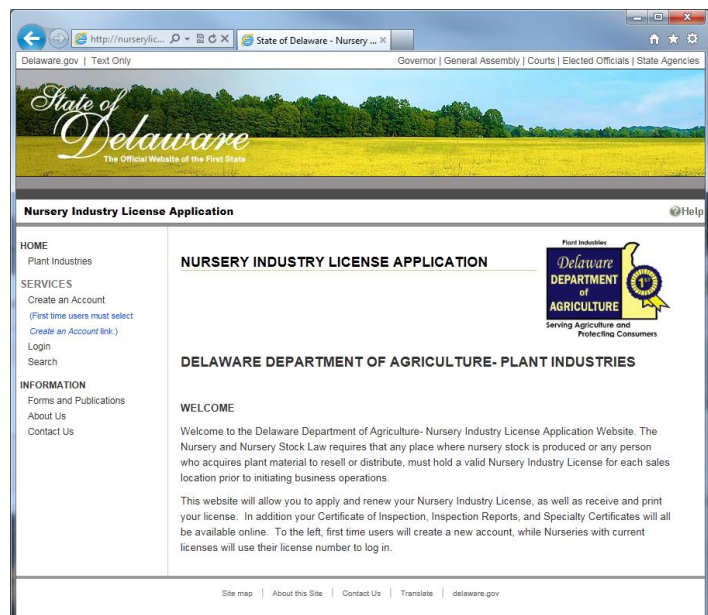 http://nurserylic...
State of Delaware - Nursery ...
Delaware.gov | Text Only
Governor | General Assembly | Courts | Elected Officials | State Agencies
State of
Delaware
The Official Website of the First State
Nursery Industry License Application
Help
HOME
Plant Industries
SERVICES
Create an Account
(First time users must select
Create an Account link.)
Login
Search
INFORMATION
Forms and Publications
About Us
Contact Us
NURSERY INDUSTRY LICENSE APPLICATION
Plant Industries
Delaware
DEPARTMENT
of
AGRICULTURE
1ST
Serving Agriculture and
Protecting Consumers
DELAWARE DEPARTMENT OF AGRICULTURE- PLANT INDUSTRIES
WELCOME
Welcome to the Delaware Department of Agriculture- Nursery Industry License Application Website. The
Nursery and Nursery Stock Law requires that any place where nursery stock is produced or any person
who acquires plant material to resell or distribute, must hold a valid Nursery Industry License for each sales
location prior to initiating business operations.
This website will allow you to apply and renew your Nursery Industry License, as well as receive and print
your license. In addition your Certificate of Inspection, Inspection Reports, and Specialty Certificates will all
be available online. To the left, first time users will create a new account, while Nurseries with current
licenses will use their license number to log in.
Site map | About this Site | Contact Us | Translate | delaware.gov